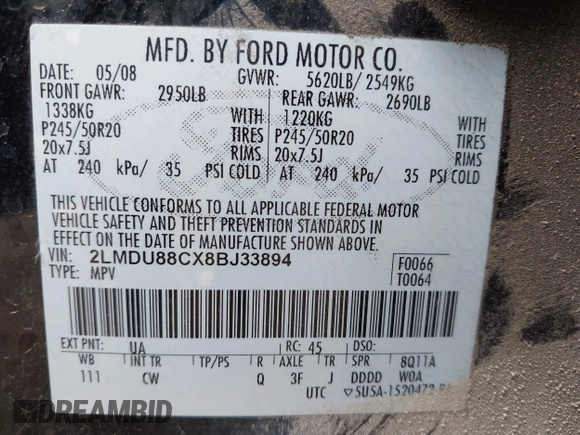 MFD. BY FORD MOTOR CO.
DATE: 05/08 GVWR: 5620LB/ 2549KG
FRONT GAWR: 2950LB REAR GAWR: 2690LB
1338KG WITH 1220KG WITH
P245/50R20 TIRES P245/50R20 TIRES
20x7.5J RIMS 20x7.5J RIMS
AT 240 kPa/ 35 PSI COLD AT 240 kPa/ 35 PSI COLD
THIS VEHICLE CONFORMS TO ALL APPLICABLE FEDERAL MOTOR
VEHICLE SAFETY AND THEFT PREVENTION STANDARDS IN
EFFECT ON THE DATE OF MANUFACTURE SHOWN ABOVE.
VIN: 2LMDU88CX8BJ33894 F0066
TYPE: MPV T0064
EXT PNT: UA RC: 45 DSO:
WB INT TR TP/PS R AXLE TR SPR 8Q11A
111 CW Q 3F J DDDD W0A
UTC ▽5U5A-1520472-
DREAMBID